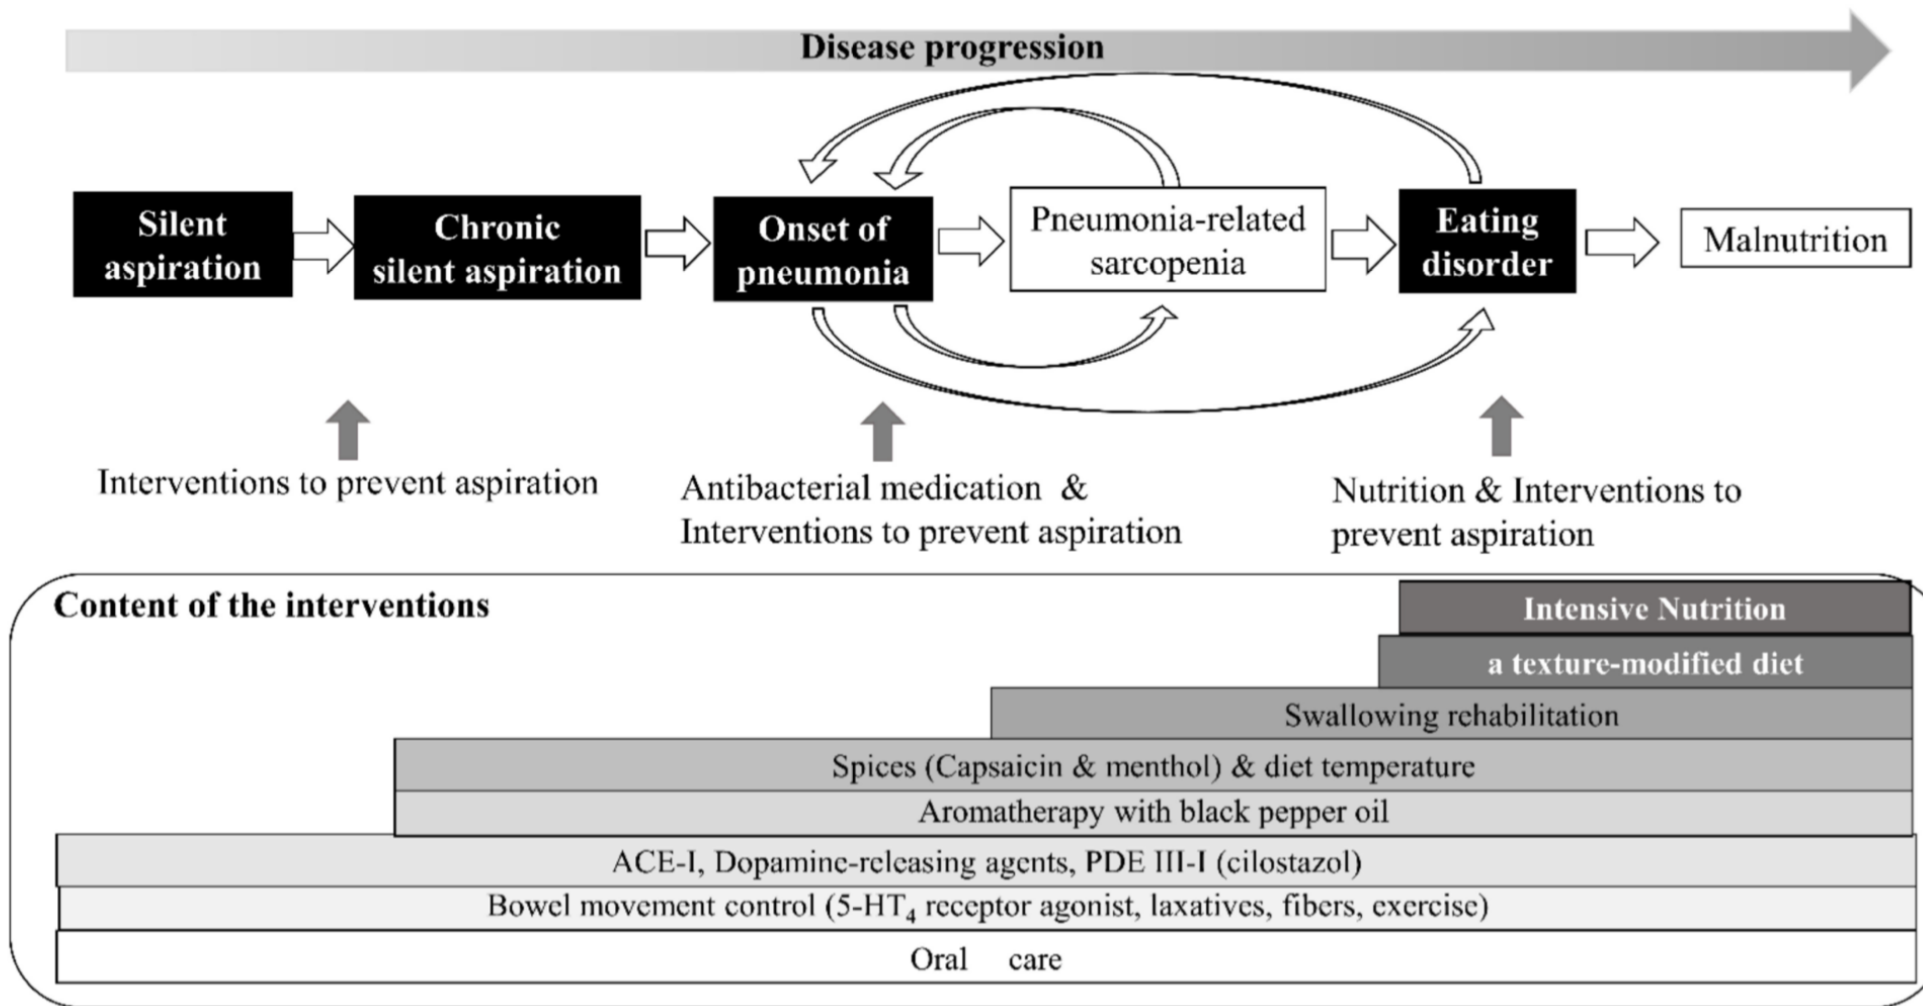 Disease progression
Silent
aspiration
Chronic
silent aspiration
Onset of
pneumonia
Pneumonia-related
sarcopenia
Eating
disorder
Malnutrition
Interventions to prevent aspiration
Antibacterial medication &
Interventions to prevent aspiration
Nutrition & Interventions to
prevent aspiration
Content of the interventions
Intensive Nutrition
a texture-modified diet
Swallowing rehabilitation
Spices (Capsaicin & menthol) & diet temperature
Aromatherapy with black pepper oil
ACE-I, Dopamine-releasing agents, PDE III-I (cilostazol)
Bowel movement control (5-HT₄ receptor agonist, laxatives, fibers, exercise)
Oral care